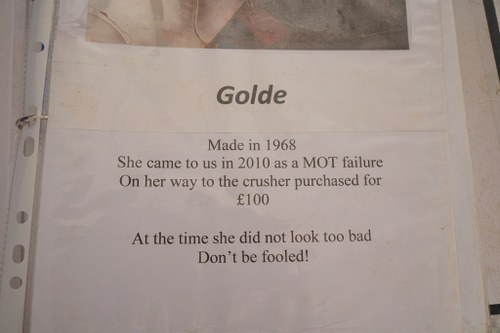 Golde
Made in 1968
She came to us in 2010 as a MOT failure
On her way to the crusher purchased for
£100
At the time she did not look too bad
Don't be fooled!